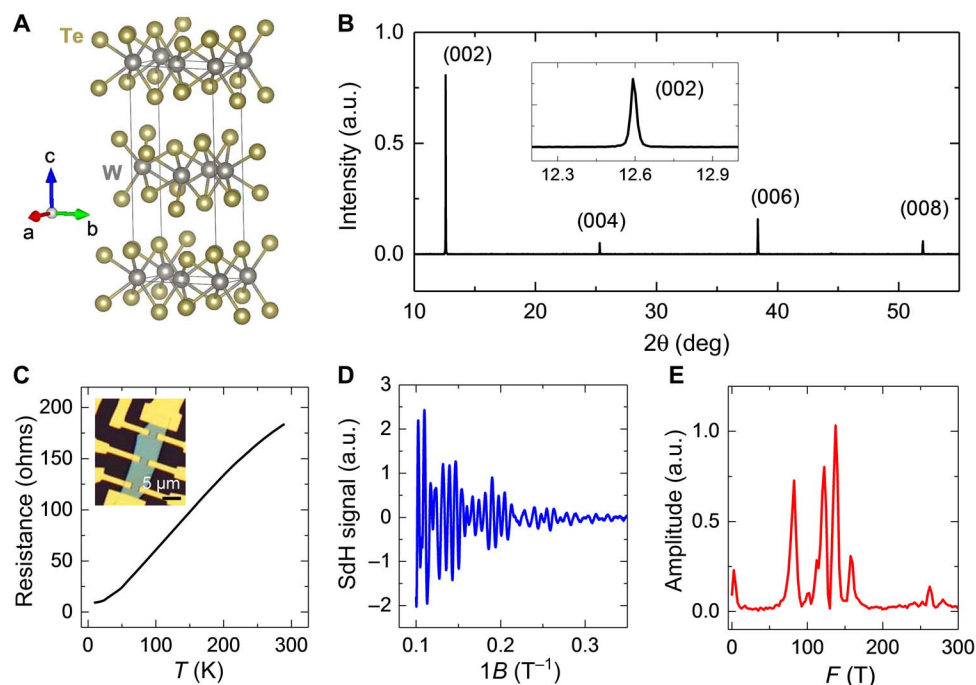 A
Te
W
c
a
b
B
Intensity (a.u.)
1.0
0.5
0.0
(002)
(002)
12.3 12.6 12.9
(004)
(006)
(008)
10 20 30 40 50
2θ (deg)
C
Resistance (ohms)
200
150
100
50
0
5 µm
0 100 200 300
T (K)
D
SdH signal (a.u.)
3
2
1
0
−1
−2
0.1 0.2 0.3
1B (T⁻¹)
E
Amplitude (a.u.)
1.0
0.5
0.0
0 100 200 300
F (T)